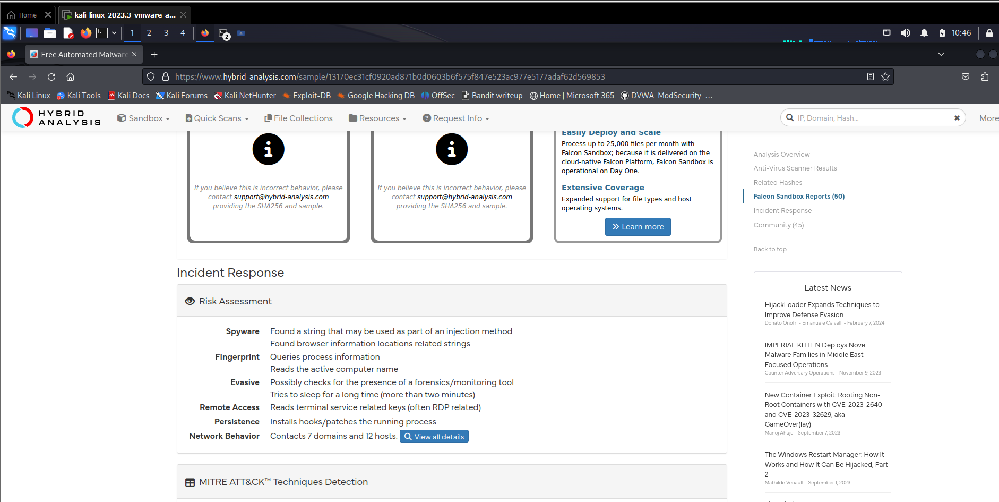 Home
kali-linux-2023.3-vmware-a...
1 2 3 4
2
10:46
Free Automated Malware
https://www.hybrid-analysis.com/sample/13170ec31cf0920ad871b0d0603b6f575f847e523ac977e5177adaf62d569853
Kali Linux Kali Tools Kali Docs Kali Forums Kali NetHunter Exploit-DB Google Hacking DB OffSec Bandit writeup Home | Microsoft 365 DVWA_ModSecurity_...
HYBRID
ANALYSIS
Sandbox Quick Scans File Collections Resources Request Info IP, Domain, Hash... More
If you believe this is incorrect behavior, please
contact support@hybrid-analysis.com
providing the SHA256 and sample.
If you believe this is incorrect behavior, please
contact support@hybrid-analysis.com
providing the SHA256 and sample.
Easily Deploy and Scale
Process up to 25,000 files per month with
Falcon Sandbox; because it is delivered on the
cloud-native Falcon Platform, Falcon Sandbox is
operational on Day One.
Extensive Coverage
Expanded support for file types and host
operating systems.
Learn more
Analysis Overview
Anti-Virus Scanner Results
Related Hashes
Falcon Sandbox Reports (50)
Incident Response
Community (45)
Back to top
Incident Response
Risk Assessment
Spyware Found a string that may be used as part of an injection method
Found browser information locations related strings
Fingerprint Queries process information
Reads the active computer name
Evasive Possibly checks for the presence of a forensics/monitoring tool
Tries to sleep for a long time (more than two minutes)
Remote Access Reads terminal service related keys (often RDP related)
Persistence Installs hooks/patches the running process
Network Behavior Contacts 7 domains and 12 hosts. View all details
MITRE ATT&CK™ Techniques Detection
Latest News
HijackLoader Expands Techniques to
Improve Defense Evasion
Donato Onofri - Emanuele Calvelli - February 7, 2024
IMPERIAL KITTEN Deploys Novel
Malware Families in Middle East-
Focused Operations
Counter Adversary Operations - November 9, 2023
New Container Exploit: Rooting Non-
Root Containers with CVE-2023-2640
and CVE-2023-32629, aka
GameOver(lay)
Manoj Ahuje - September 7, 2023
The Windows Restart Manager: How It
Works and How It Can Be Hijacked, Part
2
Mathilde Venault - September 1, 2023